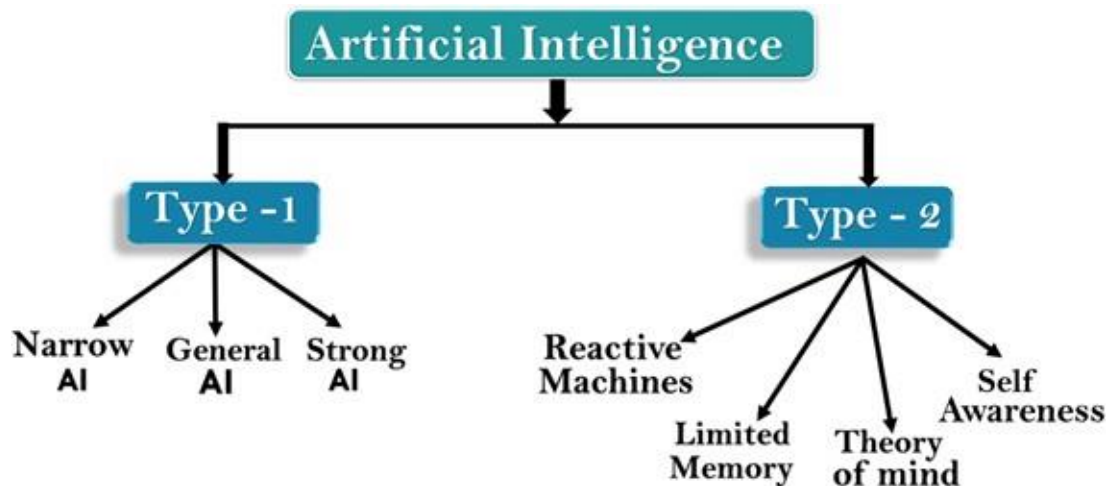 Artificial Intelligence
Type -1
Type - 2
Narrow
AI
General
AI
Strong
AI
Reactive
Machines
Limited
Memory
Theory
of mind
Self
Awareness